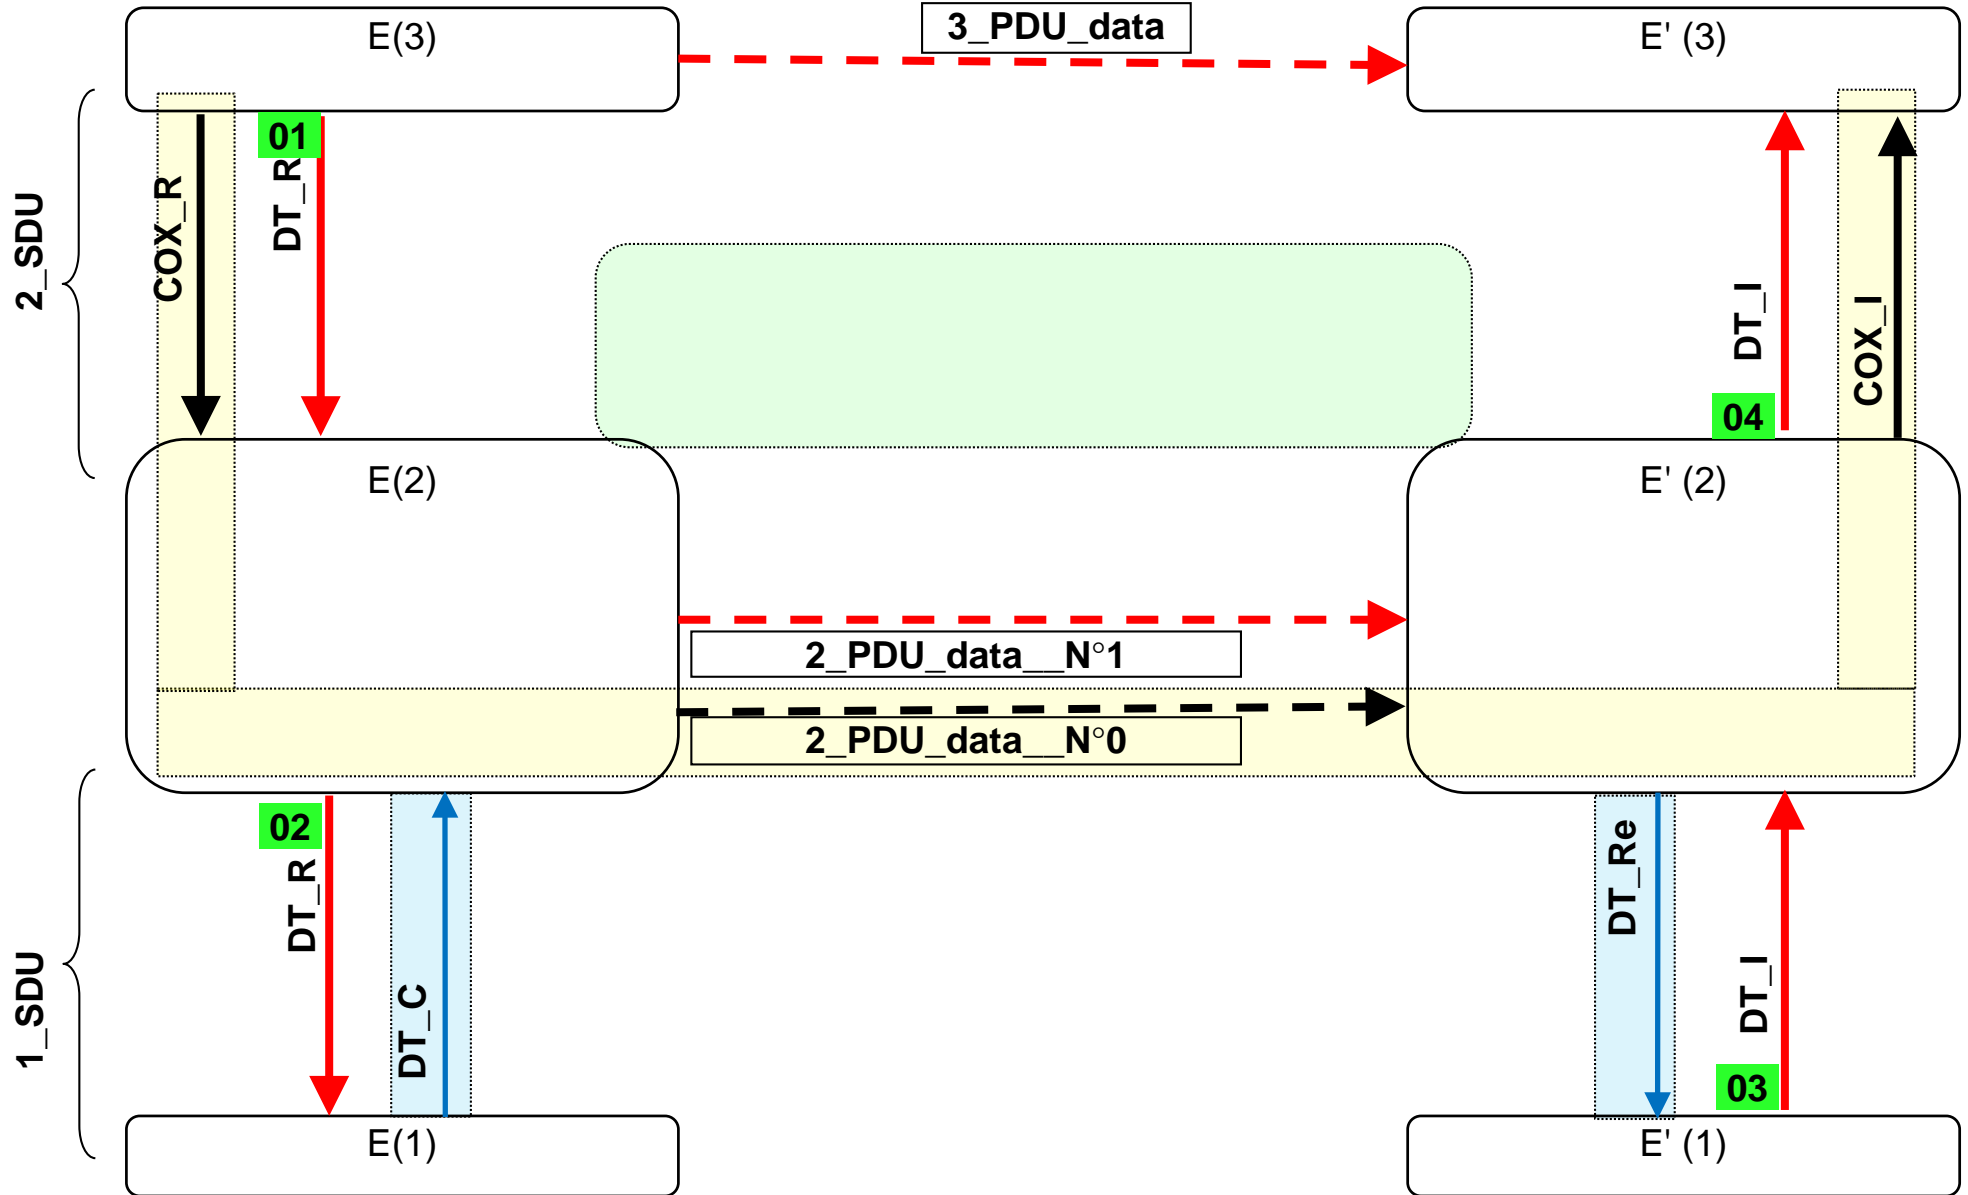 E(3)
3_PDU_data
E' (3)
2_SDU
COX_R
01
DT_R
DT_I
04
COX_I
E(2)
E' (2)
2_PDU_data__N°1
2_PDU_data__N°0
1_SDU
02
DT_R
DT_C
DT_Re
DT_I
03
E(1)
E' (1)